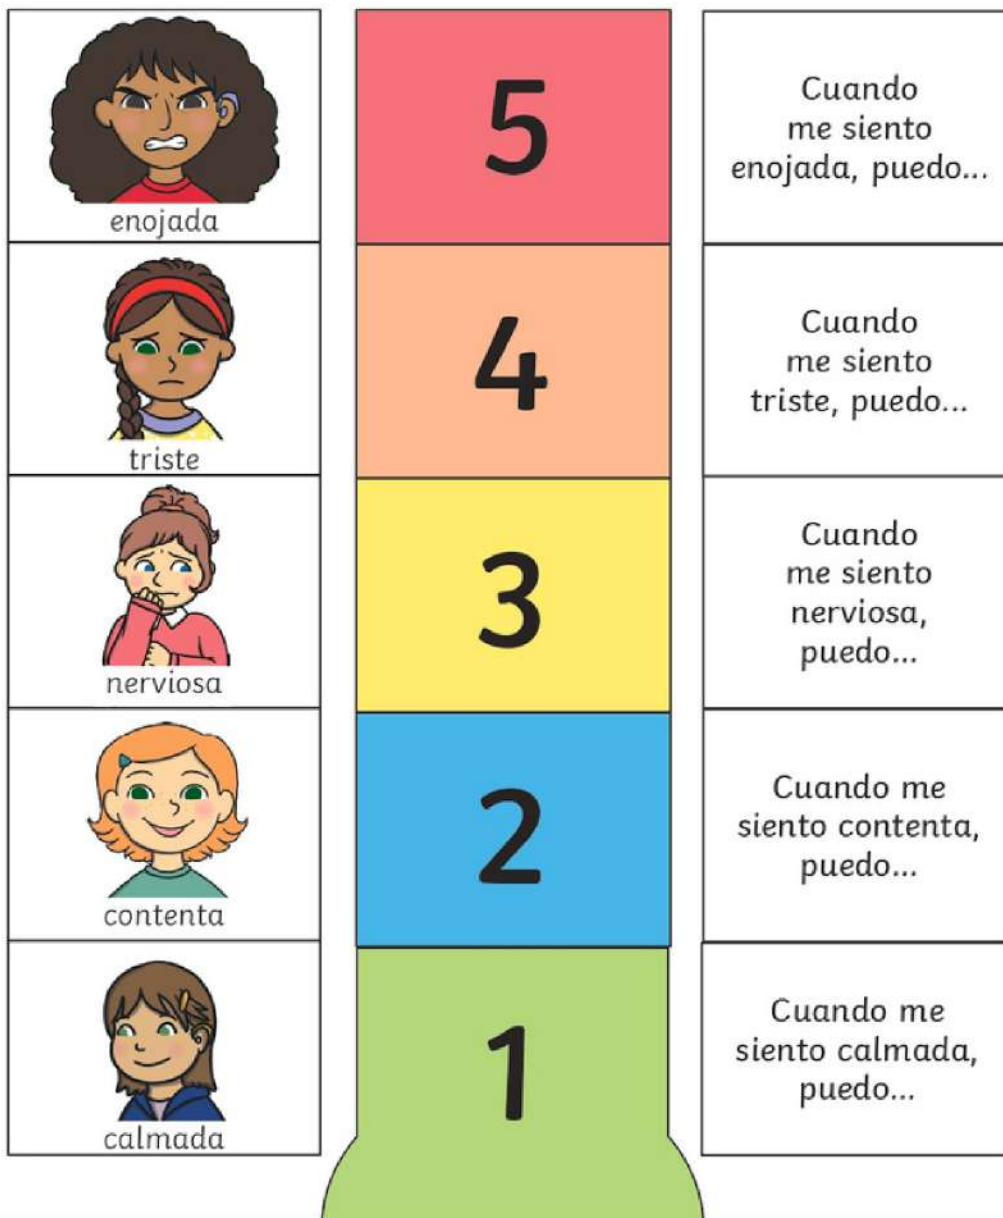 enojada
5
Cuando
me siento
enojada, puedo...
triste
4
Cuando
me siento
triste, puedo...
nerviosa
3
Cuando
me siento
nerviosa,
puedo...
contenta
2
Cuando me
siento contenta,
puedo...
calmada
1
Cuando me
siento calmada,
puedo...